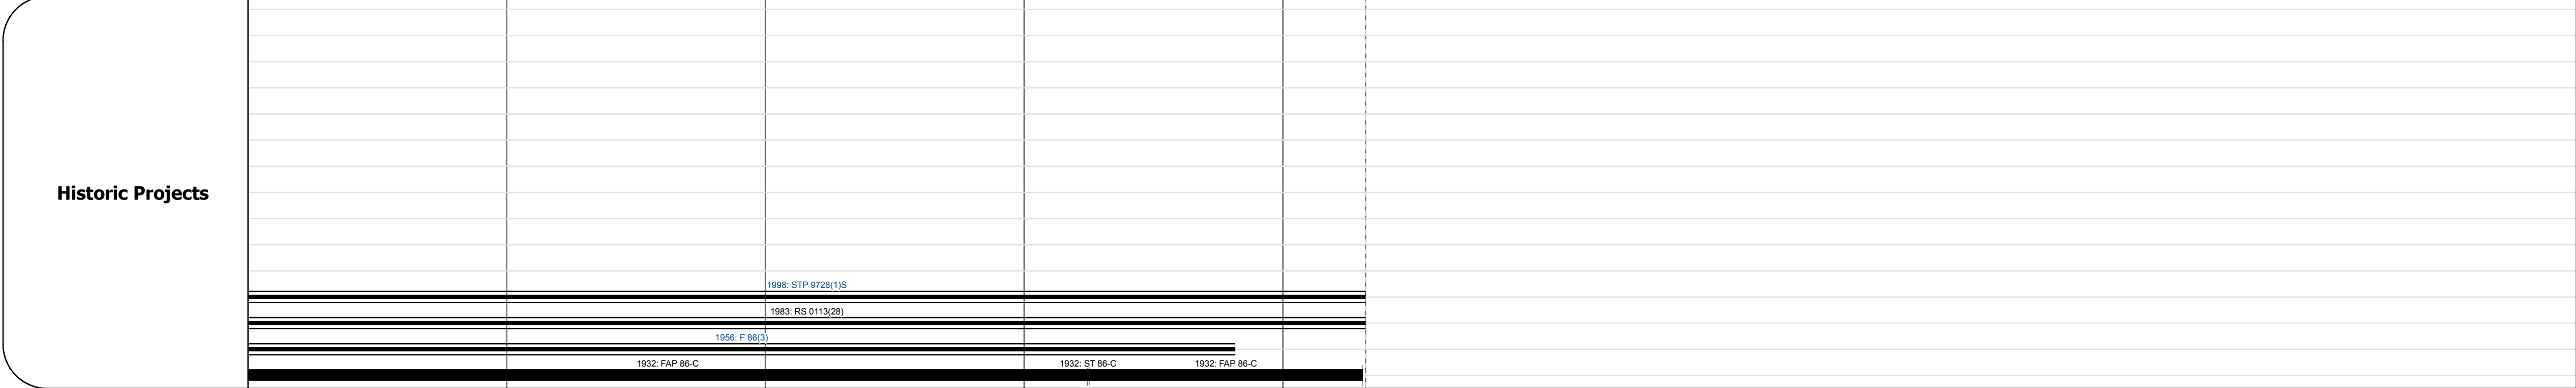 Historic Projects
1998: STP 9728(1)S
1983: RS 0113(28)
1956: F 86(3)
1932: FAP 86-C
1932: ST 86-C
1932: FAP 86-C